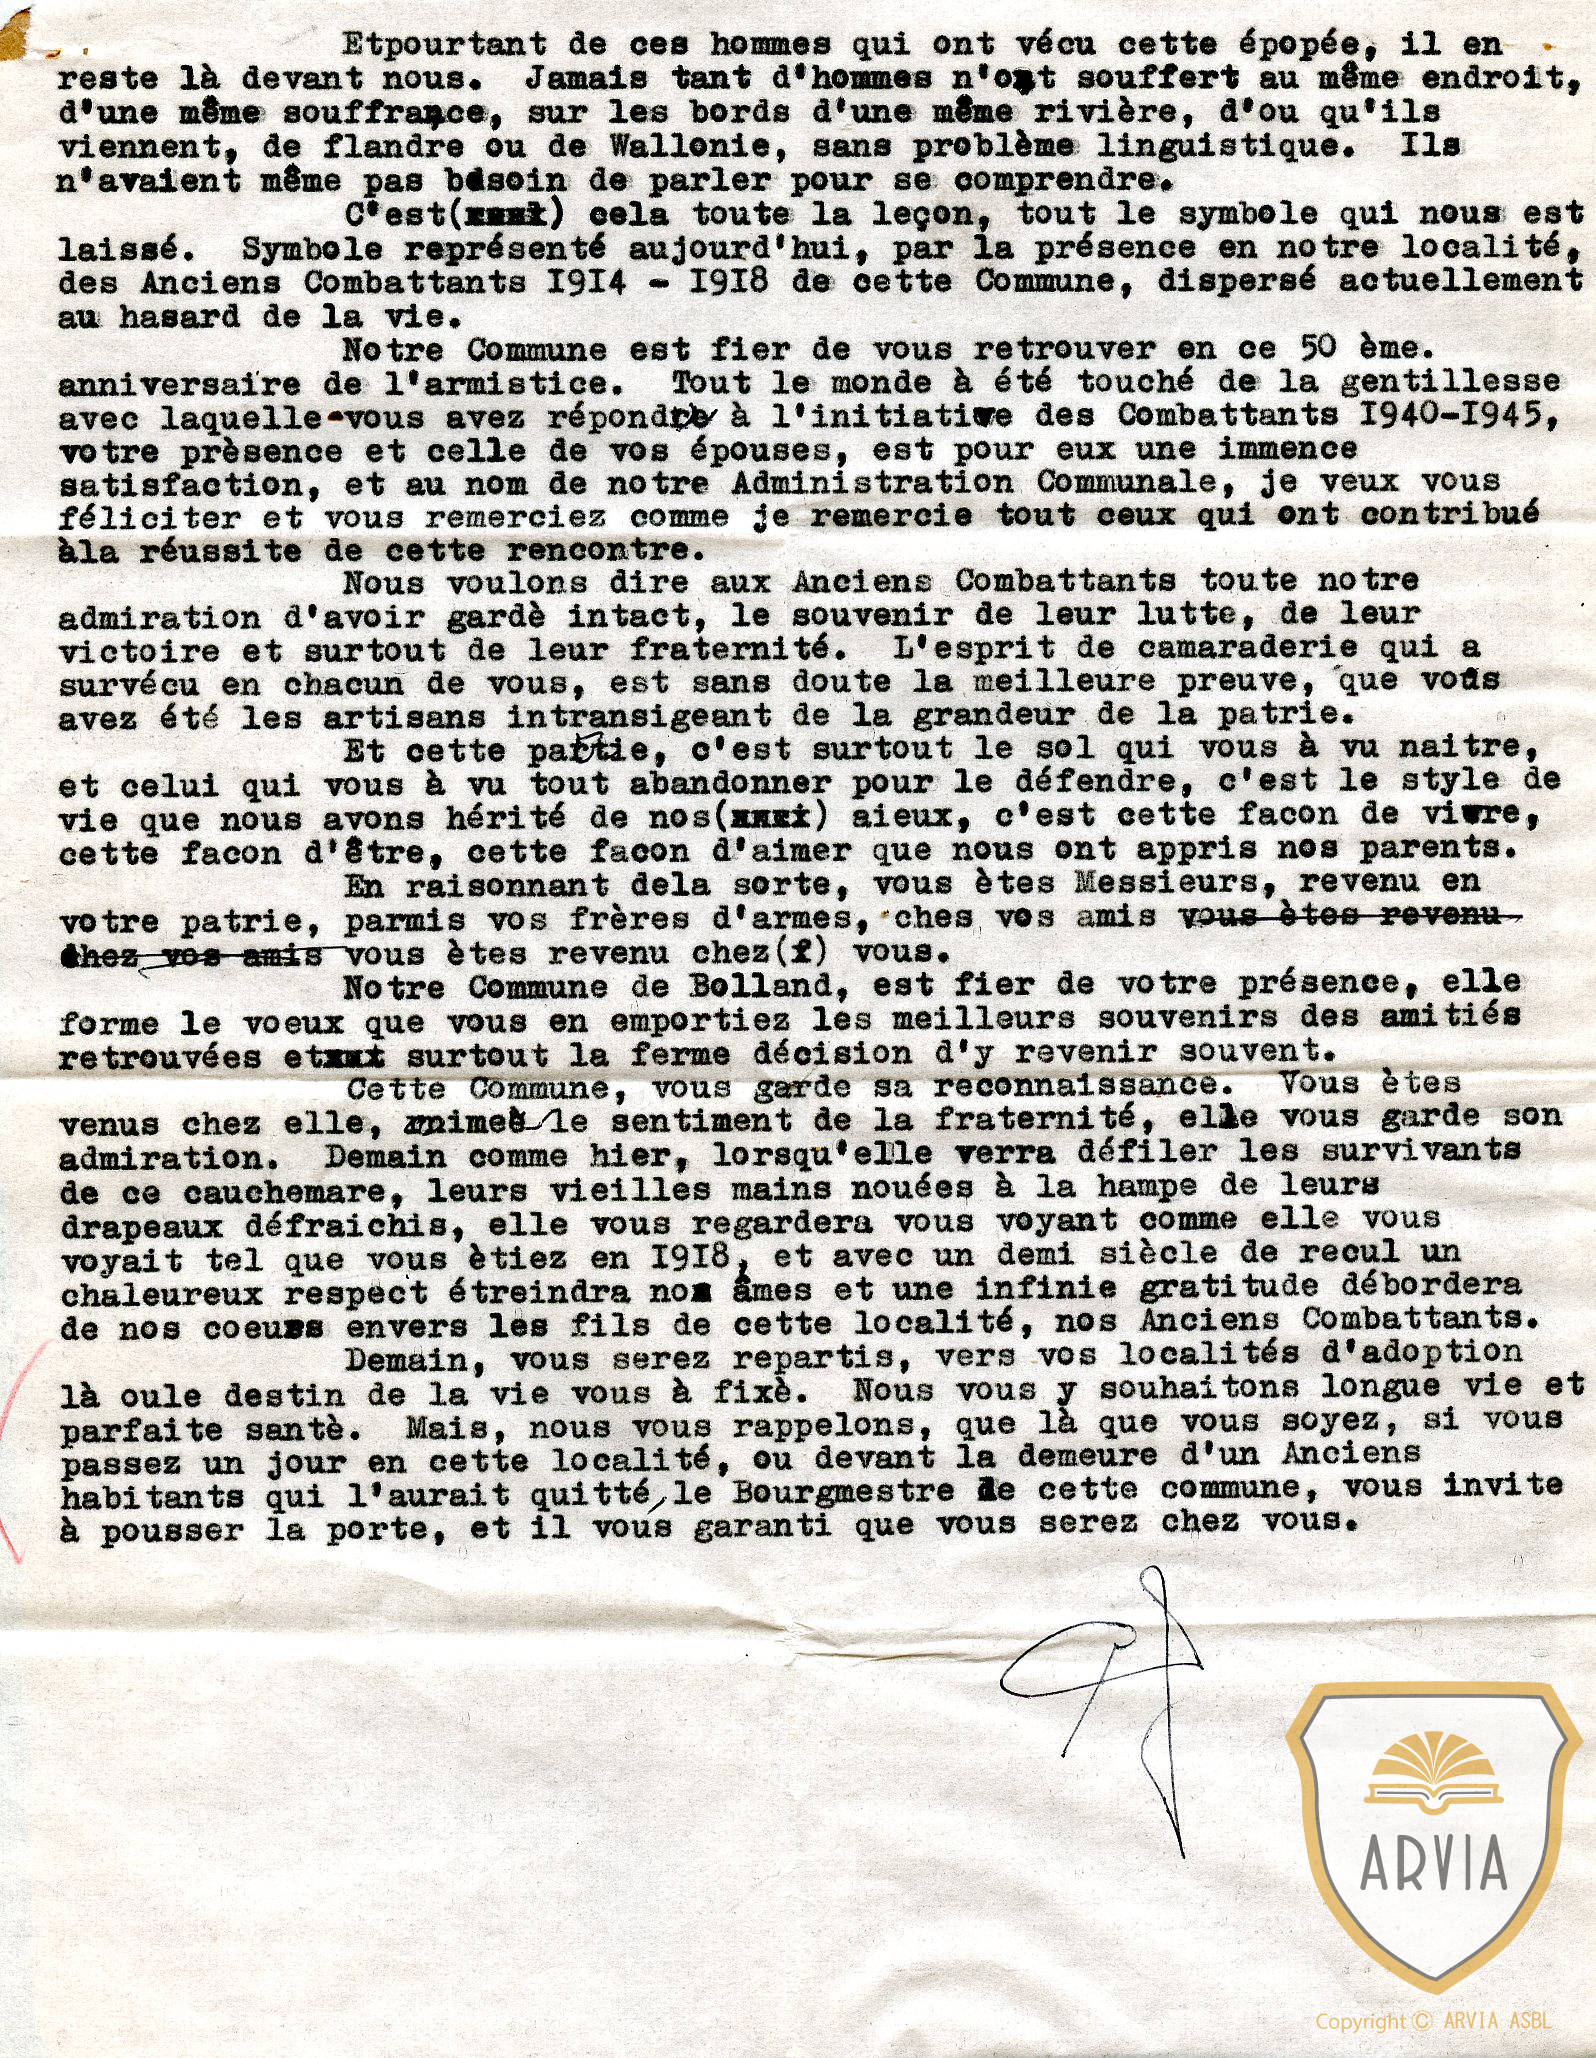 Etpourtant de ces hommes qui ont vécu cette épopée, il en
reste là devant nous. Jamais tant d'hommes n'ont souffert au même endroit,
d'une même souffrance, sur les bords d'une même rivière, d'ou qu'ils
viennent, de flandre ou de Wallonie, sans problème linguistique. Ils
n'avaient même pas besoin de parler pour se comprendre.
C'est(xxxx) cela toute la leçon, tout le symbole qui nous est
laissé. Symbole représenté aujourd'hui, par la présence en notre localité,
des Anciens Combattants I9I4 - I9I8 de cette Commune, dispersé actuellement
au hasard de la vie.
Notre Commune est fier de vous retrouver en ce 50 ème.
anniversaire de l'armistice. Tout le monde à été touché de la gentillesse
avec laquelle-vous avez répondre à l'initiative des Combattants I940-I945,
votre prèsence et celle de vos épouses, est pour eux une immence
satisfaction, et au nom de notre Administration Communale, je veux vous
féliciter et vous remerciez comme je remercie tout ceux qui ont contribué
àla réussite de cette rencontre.
Nous voulons dire aux Anciens Combattants toute notre
admiration d'avoir gardè intact, le souvenir de leur lutte, de leur
victoire et surtout de leur fraternité. L'esprit de camaraderie qui a
survécu en chacun de vous, est sans doute la meilleure preuve, que vous
avez été les artisans intransigeant de la grandeur de la patrie.
Et cette partie, c'est surtout le sol qui vous à vu naitre,
et celui qui vous à vu tout abandonner pour le défendre, c'est le style de
vie que nous avons hérité de nos(xxxx) aieux, c'est cette facon de vivre,
cette facon d'être, cette facon d'aimer que nous ont appris nos parents.
En raisonnant dela sorte, vous ètes Messieurs, revenu en
votre patrie, parmis vos frères d'armes, ches vos amis vous ètes revenu
chez vos amis vous ètes revenu chez(f) vous.
Notre Commune de Bolland, est fier de votre présence, elle
forme le voeux que vous en emportiez les meilleurs souvenirs des amitiés
retrouvées etxxx surtout la ferme décision d'y revenir souvent.
Cette Commune, vous garde sa reconnaissance. Vous ètes
venus chez elle, animes le sentiment de la fraternité, elle vous garde son
admiration. Demain comme hier, lorsqu'elle verra défiler les survivants
de ce cauchemare, leurs vieilles mains nouées à la hampe de leurs
drapeaux défraichis, elle vous regardera vous voyant comme elle vous
voyait tel que vous ètiez en I9I8, et avec un demi siècle de recul un
chaleureux respect étreindra nos âmes et une infinie gratitude débordera
de nos coeurs envers les fils de cette localité, nos Anciens Combattants.
Demain, vous serez repartis, vers vos localités d'adoption
là oule destin de la vie vous à fixè. Nous vous y souhaitons longue vie et
parfaite santè. Mais, nous vous rappelons, que là que vous soyez, si vous
passez un jour en cette localité, ou devant la demeure d'un Anciens
habitants qui l'aurait quitté, le Bourgmestre de cette commune, vous invite
à pousser la porte, et il vous garanti que vous serez chez vous.
ARVIA
Copyright © ARVIA ASBL